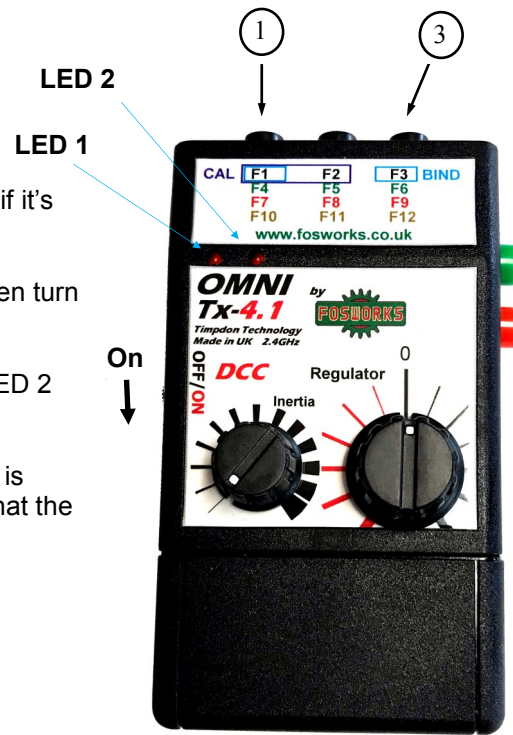 1
3
LED 2
LED 1
if it's
en turn
ED 2
is
hat the
On
CAL F1 F2 F3 BIND
F4 F5 F6
F7 F8 F9
F10 F11 F12
www.fosworks.co.uk
OMNI
Tx-4.1
by
FOSWORKS
Timpdon Technology
Made in UK 2.4GHz
OFF/ON
DCC
Inertia
Regulator
0